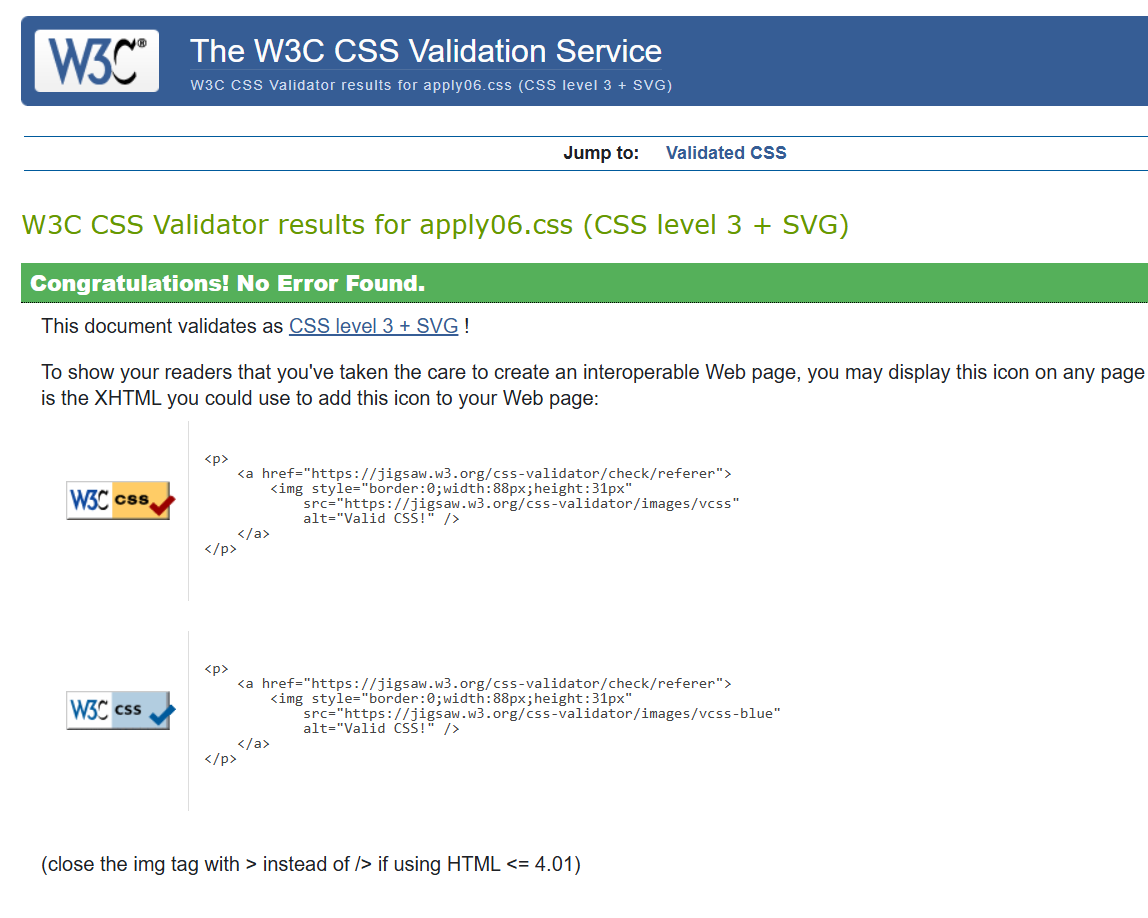 W3C®
The W3C CSS Validation Service
W3C CSS Validator results for apply06.css (CSS level 3 + SVG)
Jump to: Validated CSS
W3C CSS Validator results for apply06.css (CSS level 3 + SVG)
Congratulations! No Error Found.
This document validates as CSS level 3 + SVG !
To show your readers that you've taken the care to create an interoperable Web page, you may display this icon on any page
is the XHTML you could use to add this icon to your Web page:
W3C css
<p>
    <a href="https://jigsaw.w3.org/css-validator/check/referer">
        <img style="border:0;width:88px;height:31px"
            src="https://jigsaw.w3.org/css-validator/images/vcss"
            alt="Valid CSS!" />
    </a>
</p>
W3C css
<p>
    <a href="https://jigsaw.w3.org/css-validator/check/referer">
        <img style="border:0;width:88px;height:31px"
            src="https://jigsaw.w3.org/css-validator/images/vcss-blue"
            alt="Valid CSS!" />
    </a>
</p>
(close the img tag with > instead of /> if using HTML <= 4.01)